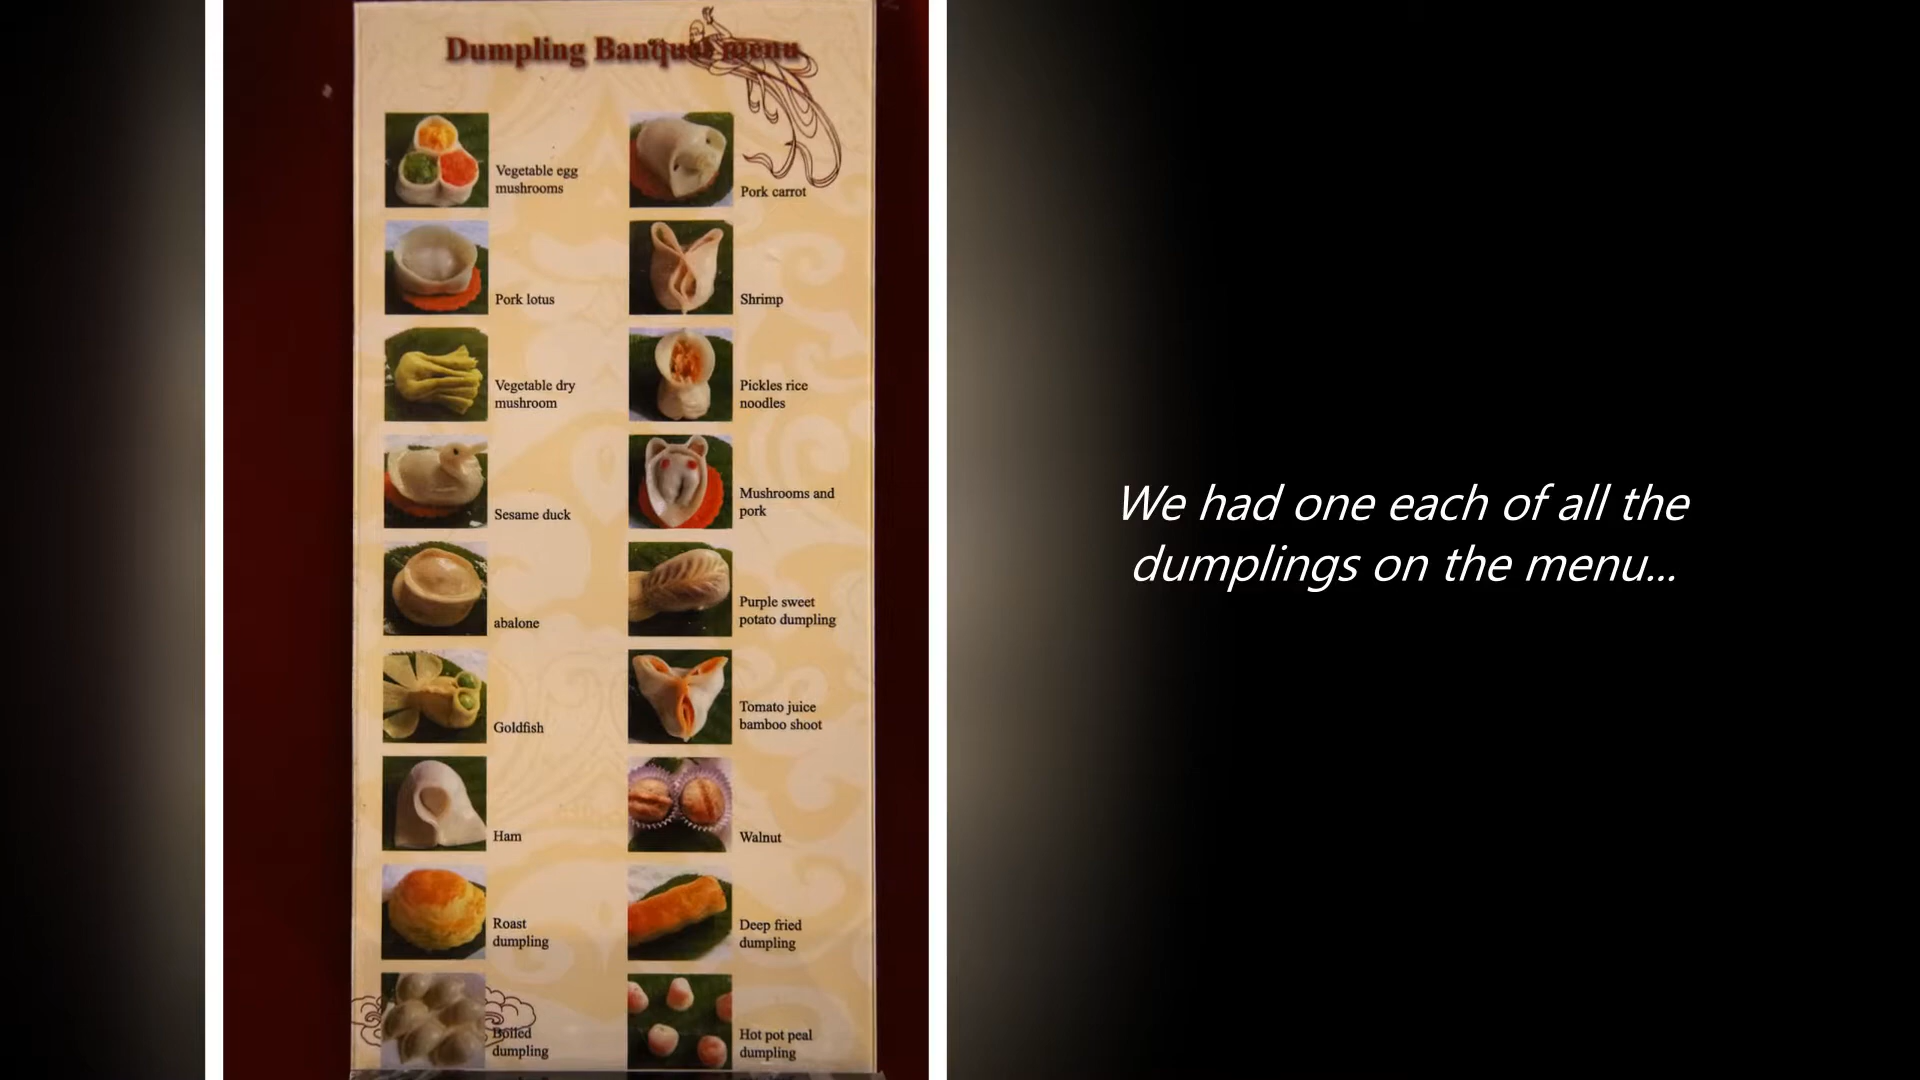 Dumpling Banquet menu
Vegetable egg
mushrooms
Pork carrot
Pork lotus
Shrimp
Vegetable dry
mushroom
Pickles rice
noodles
Sesame duck
Mushrooms and
pork
abalone
Purple sweet
potato dumpling
Goldfish
Tomato juice
bamboo shoot
Ham
Walnut
Roast
dumpling
Deep fried
dumpling
Boiled
dumpling
Hot pot peal
dumpling
We had one each of all the
dumplings on the menu...